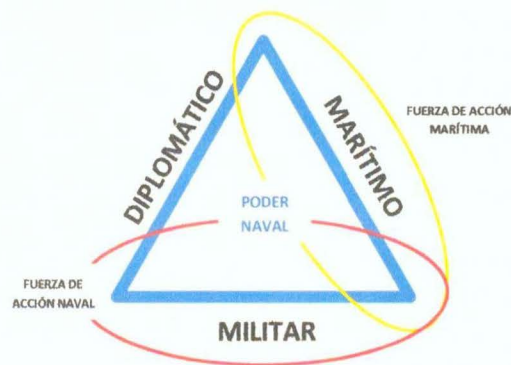 DIPLOMÁTICO
MARÍTIMO
FUERZA DE ACCIÓN
MARÍTIMA
PODER
NAVAL
FUERZA DE
ACCIÓN NAVAL
MILITAR